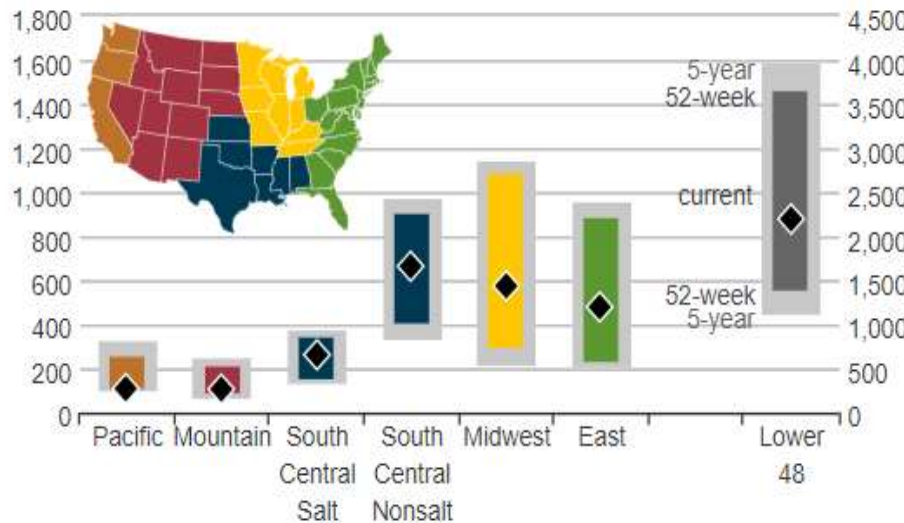 1,800
1,600
1,400
1,200
1,000
800
600
400
200
0
4,500
4,000
3,500
3,000
2,500
2,000
1,500
1,000
500
0
5-year
52-week
current
52-week
5-year
Pacific
Mountain
South
Central
Salt
South
Central
Nonsalt
Midwest
East
Lower
48